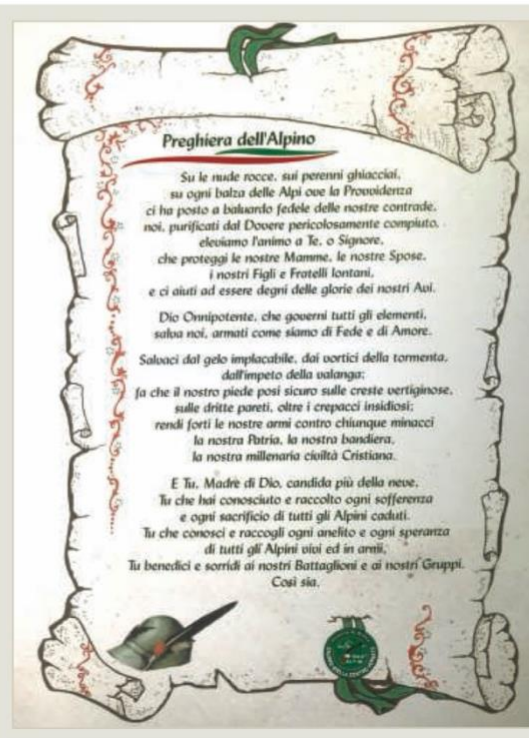 Preghiera dell'Alpino
Su le nude rocce, sui perenni ghiacciai,
su ogni balza delle Alpi ove la Provvidenza
ci ha posto a baluardo fedele delle nostre contrade,
noi, purificati dal Dovere pericolosamente compiuto,
eleviamo l'animo a Te, o Signore,
che proteggi le nostre Mamme, le nostre Spose,
i nostri Figli e Fratelli lontani,
e ci aiuti ad essere degni delle glorie dei nostri Avi.
Dio Onnipotente, che governi tutti gli elementi,
salva noi, armati come siamo di Fede e di Amore.
Salvaci dal gelo implacabile, dai vortici della tormenta,
dall'impeto della valanga;
fa che il nostro piede posi sicuro sulle creste vertiginose,
sulle dritte pareti, oltre i crepacci insidiosi;
rendi forti le nostre armi contro chiunque minacci
la nostra Patria, la nostra bandiera,
la nostra millenaria civiltà Cristiana.
E Tu, Madre di Dio, candida più della neve,
Tu che hai conosciuto e raccolto ogni sofferenza
e ogni sacrificio di tutti gli Alpini caduti.
Tu che conosci e raccogli ogni anelito e ogni speranza
di tutti gli Alpini vivi ed in armi,
Tu benedici e sorridi ai nostri Battaglioni e ai nostri Gruppi.
Così sia.